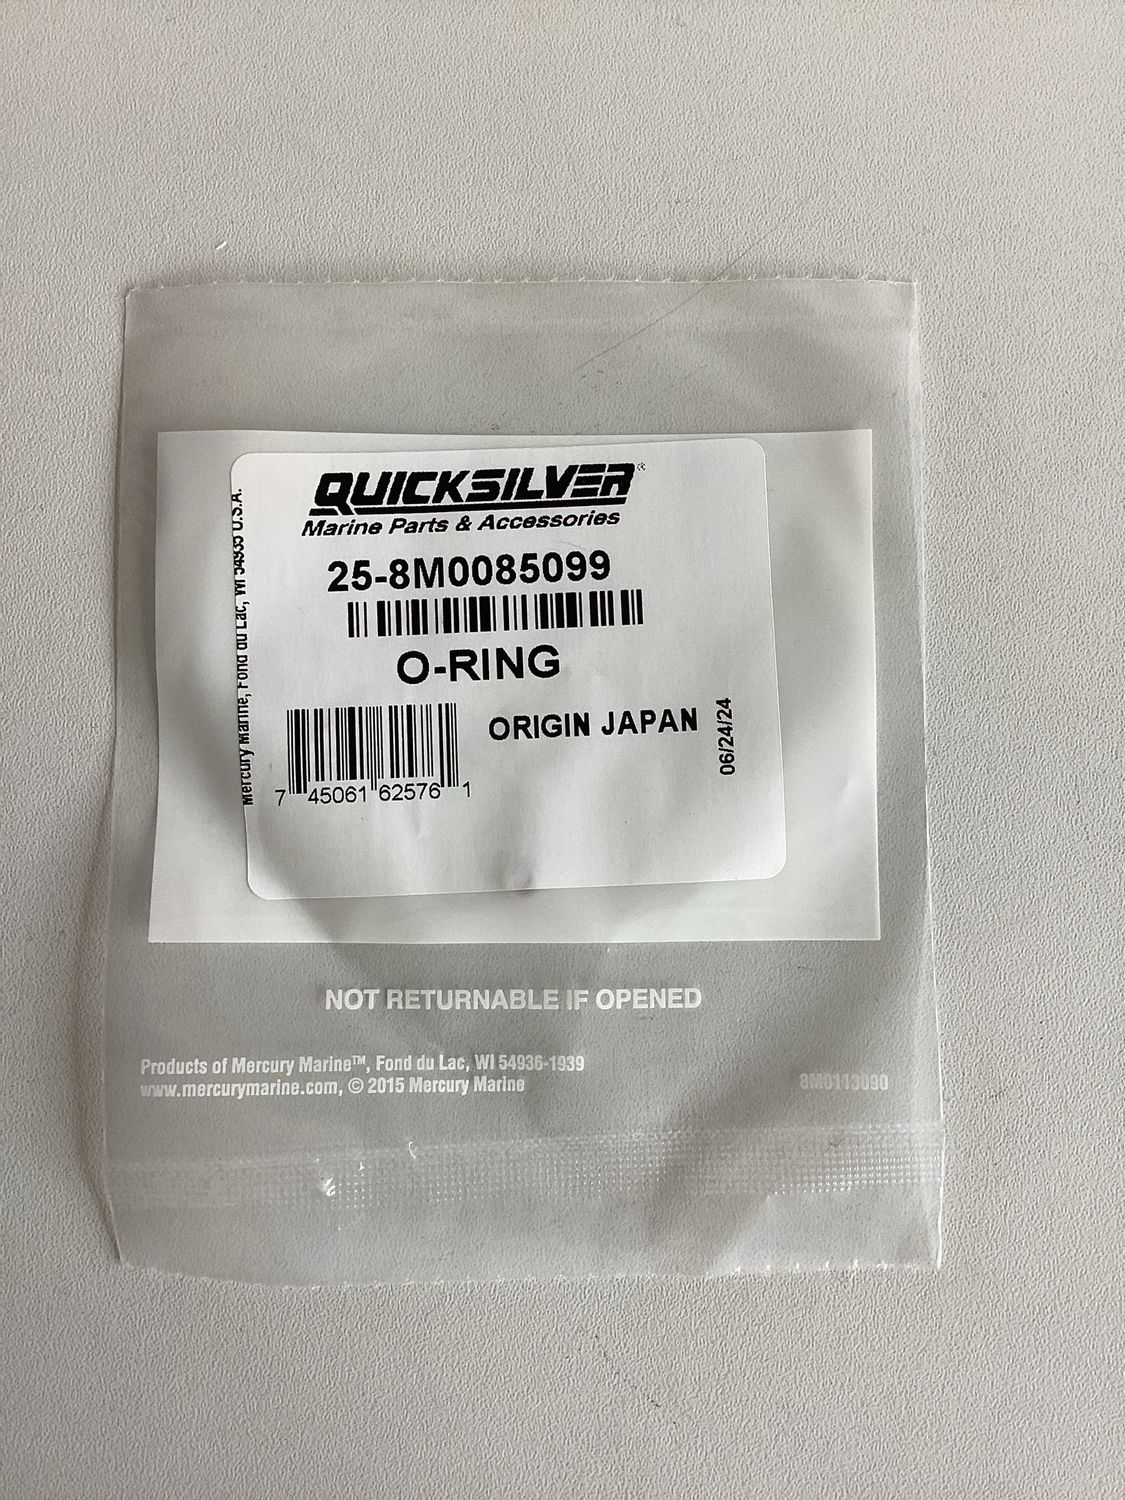 QUICKSILVER®
Marine Parts & Accessories
25-8M0085099
O-RING
ORIGIN JAPAN
06/24/24
7 45061 62576 1
Mercury Marine, Fond du Lac, WI 54935 U.S.A.
NOT RETURNABLE IF OPENED
Products of Mercury Marine™, Fond du Lac, WI 54936-1939
www.mercurymarine.com, © 2015 Mercury Marine
8M0113090